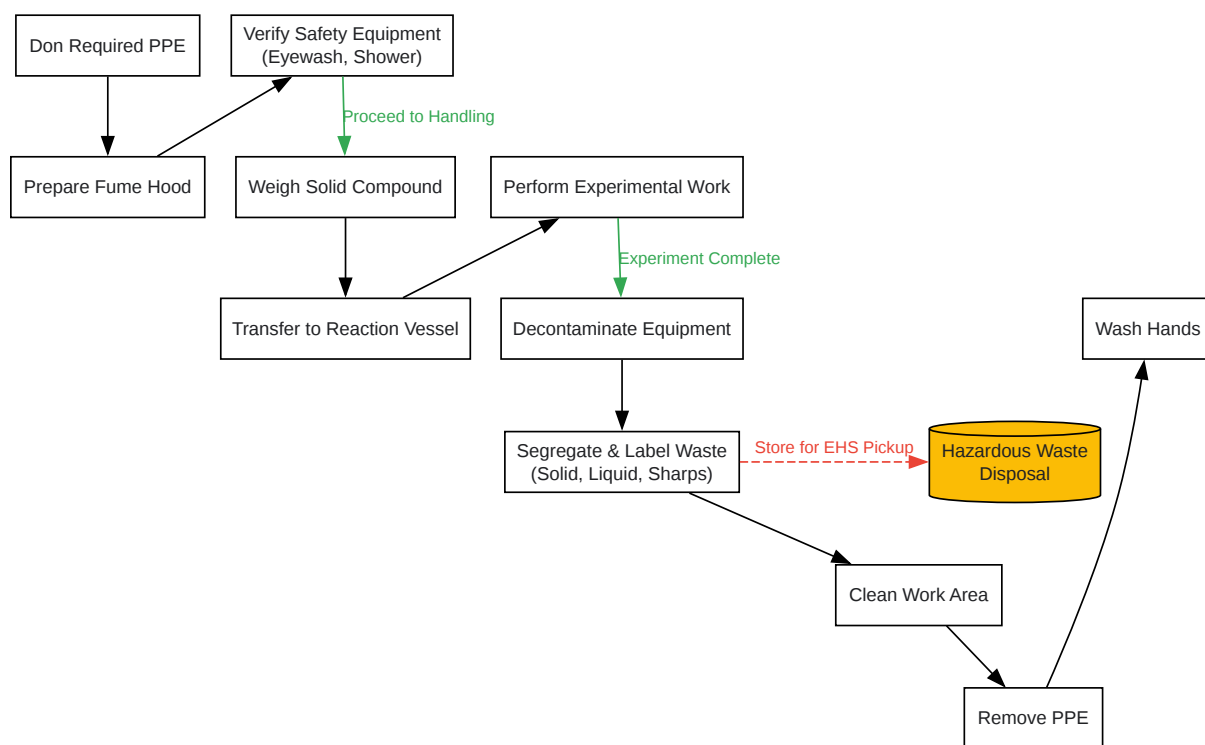 Don Required PPE
Verify Safety Equipment
(Eyewash, Shower)
Proceed to Handling
Prepare Fume Hood
Weigh Solid Compound
Perform Experimental Work
Experiment Complete
Transfer to Reaction Vessel
Decontaminate Equipment
Wash Hands
Segregate & Label Waste
(Solid, Liquid, Sharps)
Store for EHS Pickup
Hazardous Waste
Disposal
Clean Work Area
Remove PPE